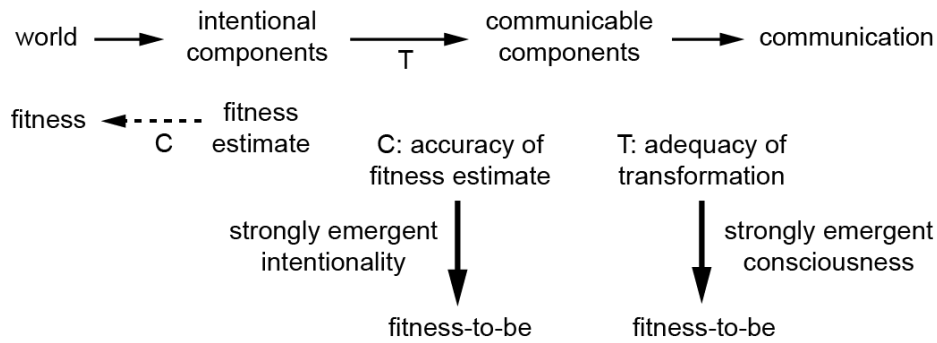 world
intentional
components
T
communicable
components
communication
fitness
C
fitness
estimate
C: accuracy of
fitness estimate
T: adequacy of
transformation
strongly emergent
intentionality
strongly emergent
consciousness
fitness-to-be
fitness-to-be